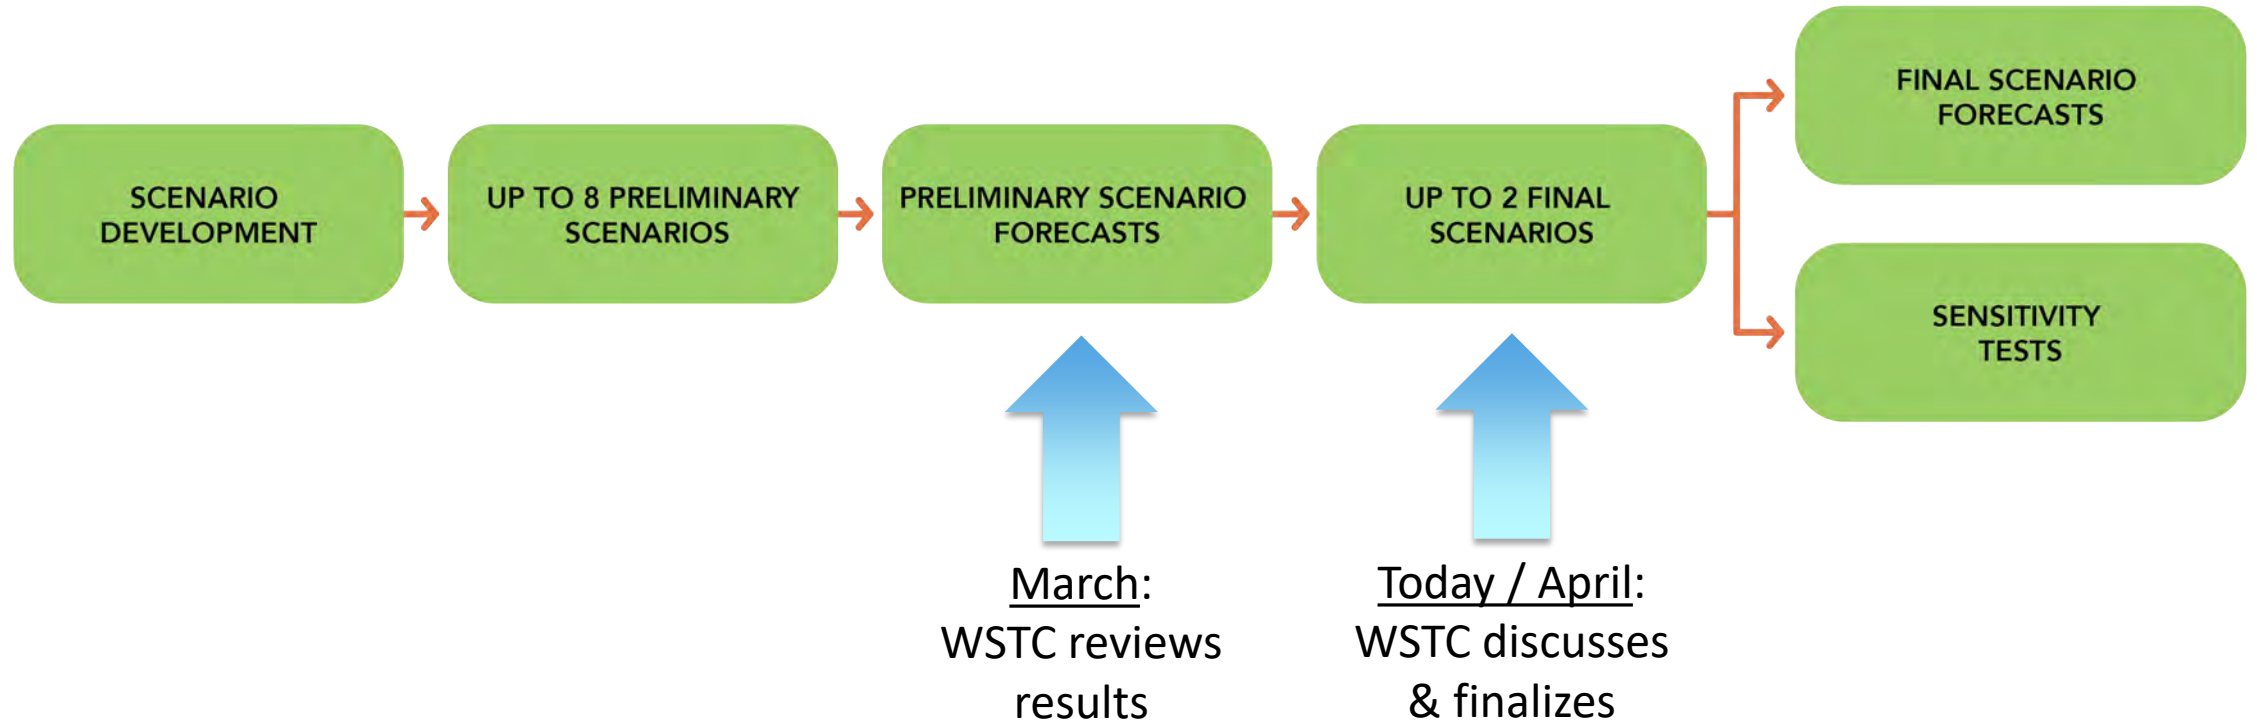 SCENARIO
DEVELOPMENT
UP TO 8 PRELIMINARY
SCENARIOS
PRELIMINARY SCENARIO
FORECASTS
UP TO 2 FINAL
SCENARIOS
FINAL SCENARIO
FORECASTS
SENSITIVITY
TESTS
March:
WSTC reviews
results
Today / April:
WSTC discusses
& finalizes